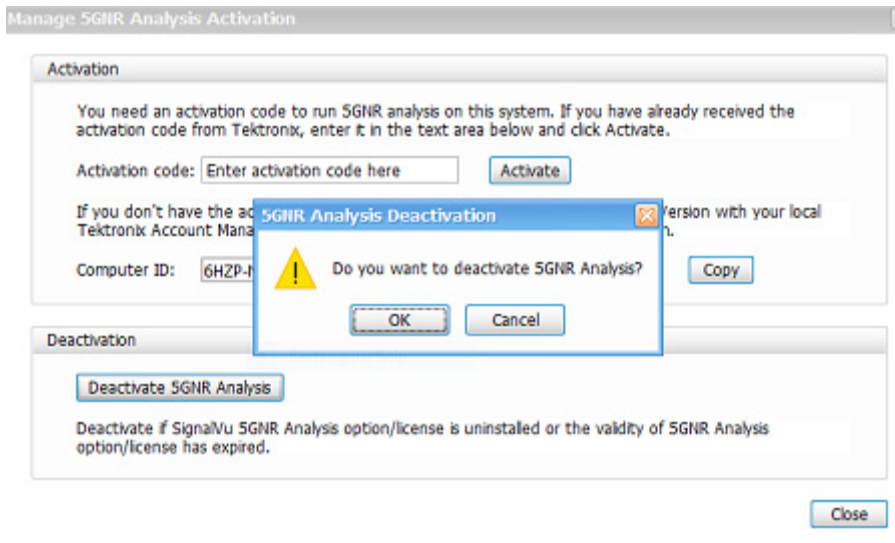 Manage 5GNR Analysis Activation
Activation
You need an activation code to run 5GNR analysis on this system. If you have already received the
activation code from Tektronix, enter it in the text area below and click Activate.
Activation code: Enter activation code here Activate
If you don't have the ac
Version with your local
Tektronix Account Mana
Computer ID: 6HZP- Copy
5GNR Analysis Deactivation
Do you want to deactivate 5GNR Analysis?
OK Cancel
Deactivation
Deactivate 5GNR Analysis
Deactivate if SignalVu 5GNR Analysis option/license is uninstalled or the validity of 5GNR Analysis
option/license has expired.
Close